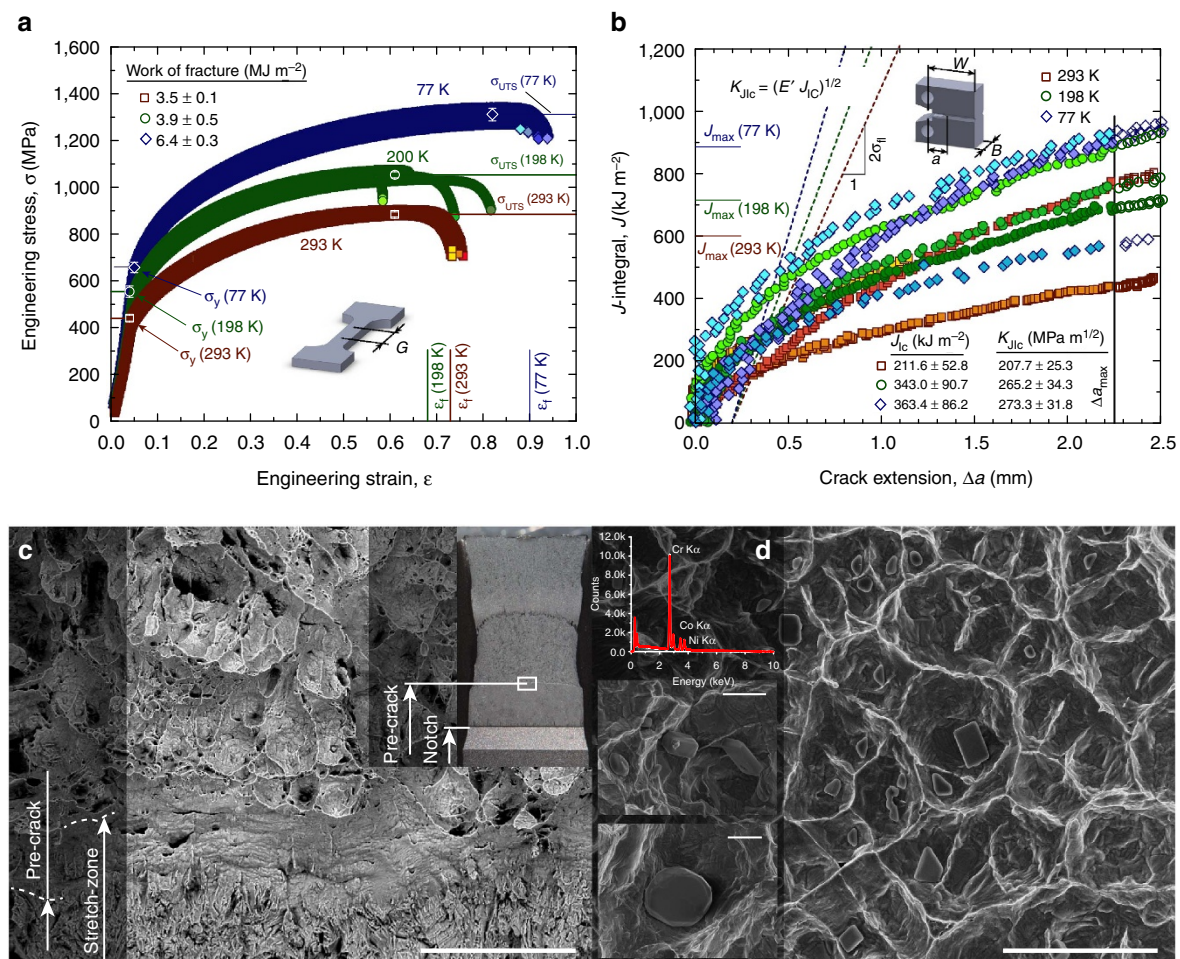 a
1,600
1,400
1,200
1,000
800
600
400
200
0
Engineering stress, σ (MPa)
Work of fracture (MJ m−2)
3.5 ± 0.1
3.9 ± 0.5
6.4 ± 0.3
77 K
200 K
293 K
σUTS (77 K)
σUTS (198 K)
σUTS (293 K)
σy (77 K)
σy (198 K)
σy (293 K)
G
εf (198 K)
εf (293 K)
εf (77 K)
0.0 0.1 0.2 0.3 0.4 0.5 0.6 0.7 0.8 0.9 1.0
Engineering strain, ε
b
1,200
1,000
800
600
400
200
0
J-integral, J/(kJ m−2)
KJIc = (E′ JIC)1/2
W
a
B
293 K
198 K
77 K
Jmax (77 K)
Jmax (198 K)
Jmax (293 K)
2σfl
1
JIc (kJ m−2) KJIc (MPa m1/2)
211.6 ± 52.8 207.7 ± 25.3
343.0 ± 90.7 265.2 ± 34.3
363.4 ± 86.2 273.3 ± 31.8
Δamax
0.0 0.5 1.0 1.5 2.0 2.5
Crack extension, Δa (mm)
c
Pre-crack
Stretch-zone
Pre-crack
Notch
d
12.0k
10.0k
8.0k
6.0k
4.0k
2.0k
0.0
Counts
Cr Kα
Co Kα
Ni Kα
0 2 4 6 8 10
Energy (keV)